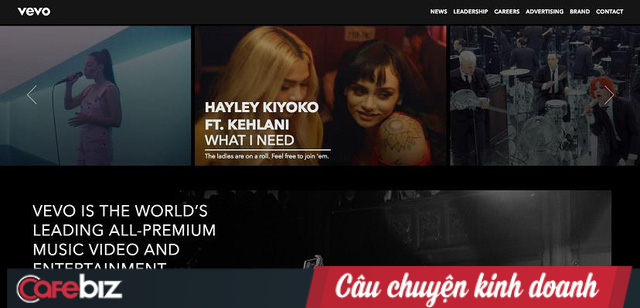 vevo
NEWS LEADERSHIP CAREERS ADVERTISING BRAND CONTACT
HAYLEY KIYOKO
FT. KEHLANI
WHAT I NEED
The ladies are on a roll. Feel free to join 'em.
VEVO IS THE WORLD'S
LEADING ALL-PREMIUM
MUSIC VIDEO AND
ENTERTAINMENT
Cafebiz
Câu chuyện kinh doanh